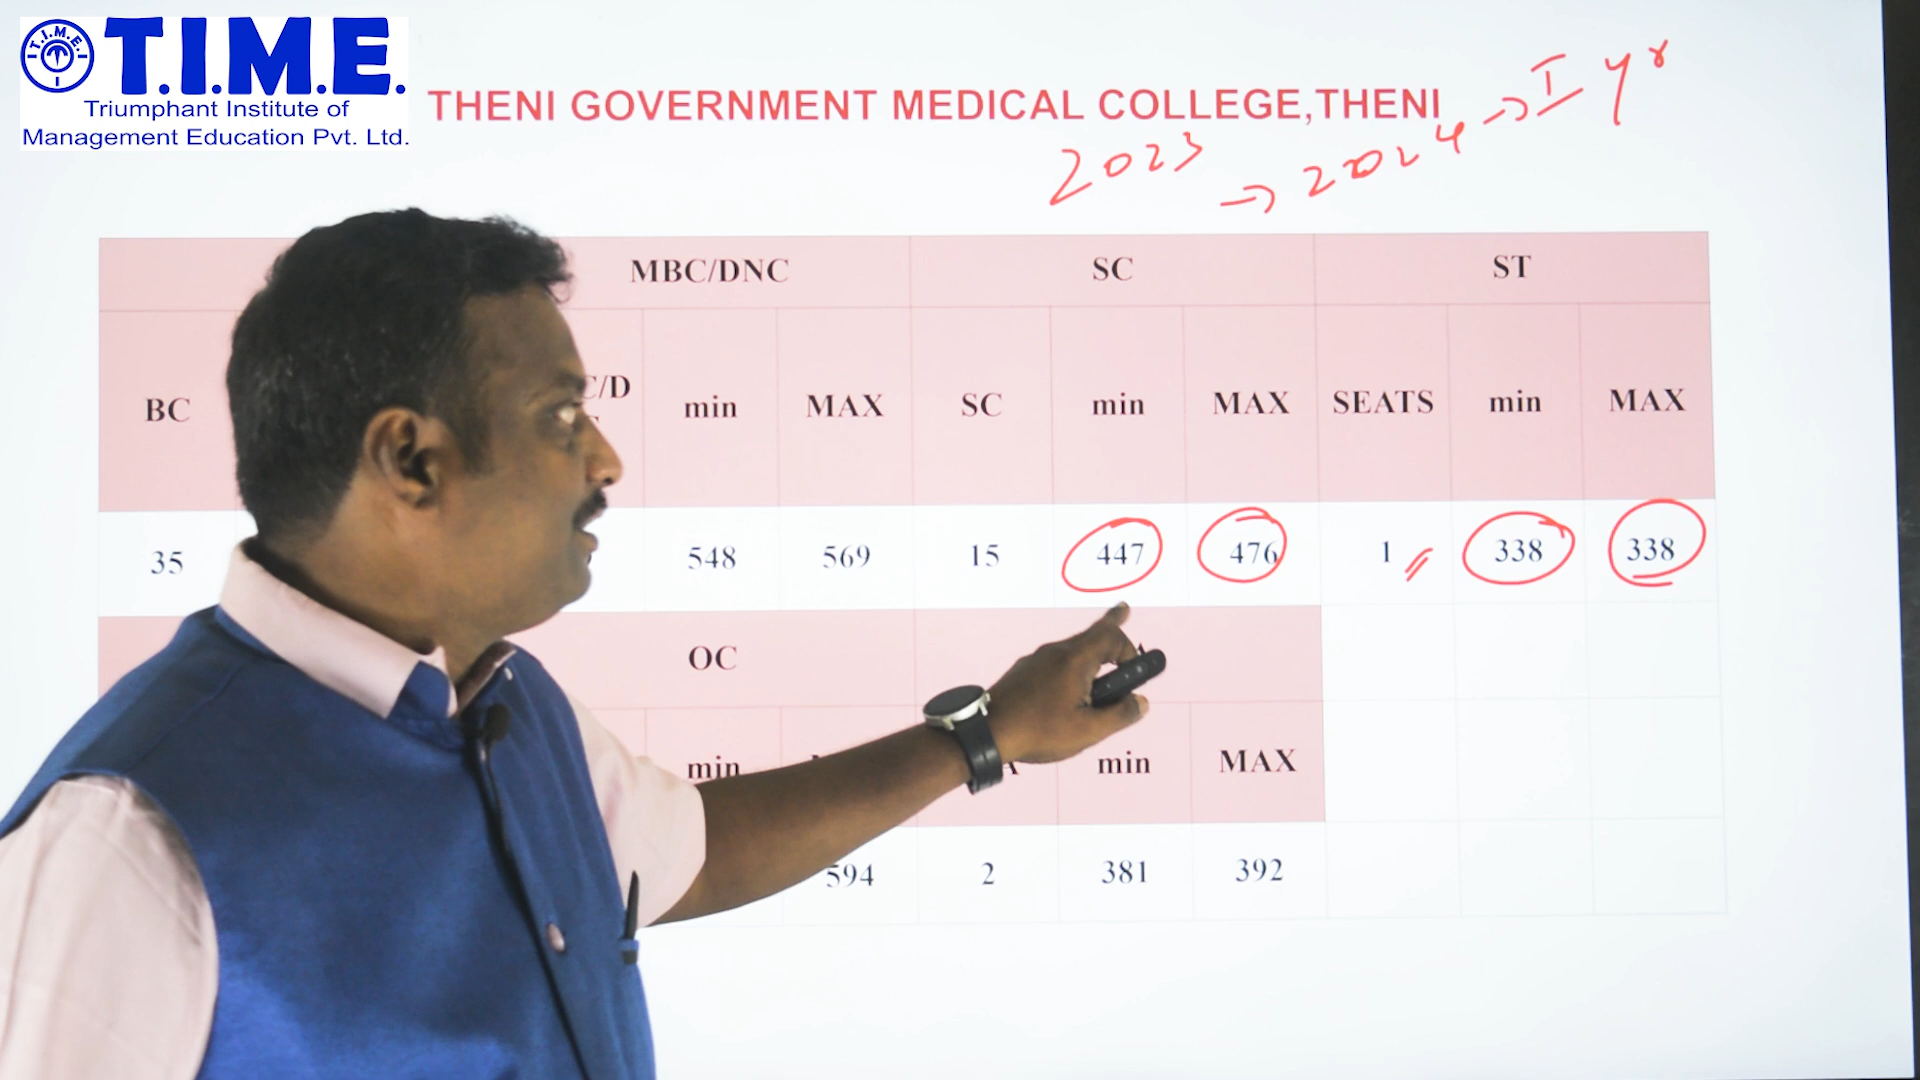 T.I.M.E.
T.I.M.E.
Triumphant Institute of
Management Education Pvt. Ltd.
THENI GOVERNMENT MEDICAL COLLEGE,THENI
2023 → 2024 → I yr
MBC/DNC SC ST
BC C/D min MAX SC min MAX SEATS min MAX
35 548 569 15 447 476 1 338 338
OC
min A min MAX
594 2 381 392